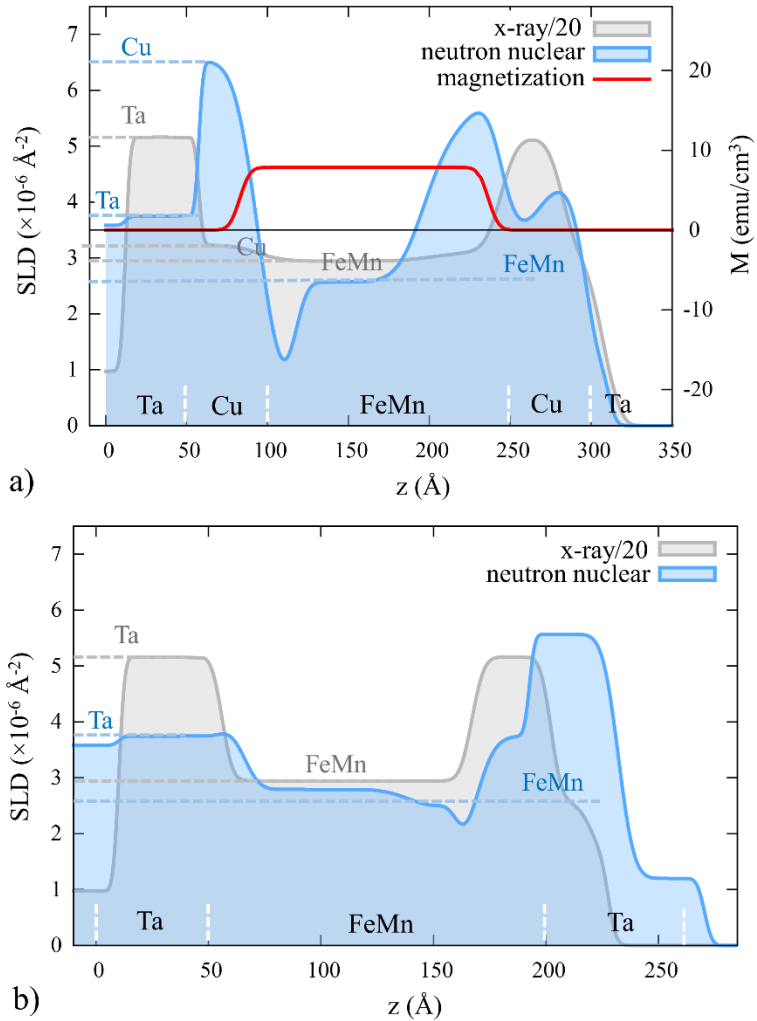 x-ray/20
neutron nuclear
magnetization
Cu
Ta
Ta
Cu
FeMn
FeMn
Ta
Cu
FeMn
Cu
Ta
SLD (×10⁻⁶ Å⁻²)
7
6
5
4
3
2
1
0
M (emu/cm³)
20
10
0
-10
-20
0
50
100
150
200
250
300
350
z (Å)
a)
x-ray/20
neutron nuclear
Ta
Ta
FeMn
FeMn
Ta
FeMn
Ta
SLD (×10⁻⁶ Å⁻²)
7
6
5
4
3
2
1
0
0
50
100
150
200
250
z (Å)
b)